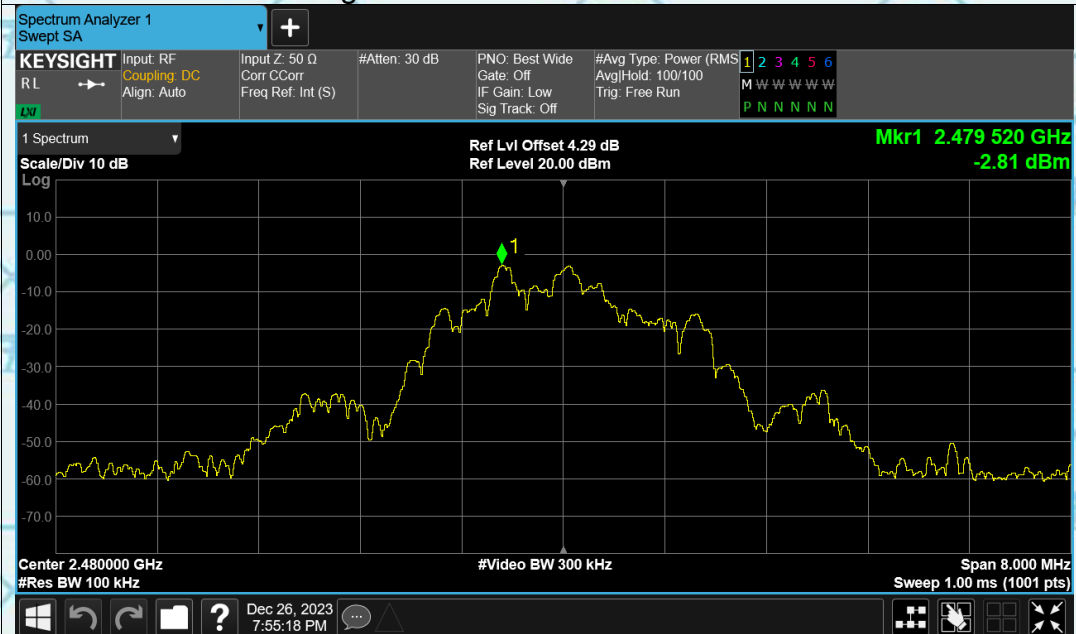 Spectrum Analyzer 1
Swept SA
KEYSIGHT
RL
LXI
Input: RF
Coupling: DC
Align: Auto
Input Z: 50 Ω
Corr CCorr
Freq Ref: Int (S)
#Atten: 30 dB
PNO: Best Wide
Gate: Off
IF Gain: Low
Sig Track: Off
#Avg Type: Power (RMS
Avg|Hold: 100/100
Trig: Free Run
1 2 3 4 5 6
M W W W W W
P N N N N N
1 Spectrum
Scale/Div 10 dB
Log
Ref Lvl Offset 4.29 dB
Ref Level 20.00 dBm
Mkr1 2.479 520 GHz
-2.81 dBm
1
10.0
0.00
-10.0
-20.0
-30.0
-40.0
-50.0
-60.0
-70.0
Center 2.480000 GHz
#Res BW 100 kHz
#Video BW 300 kHz
Span 8.000 MHz
Sweep 1.00 ms (1001 pts)
?
Dec 26, 2023
7:55:18 PM